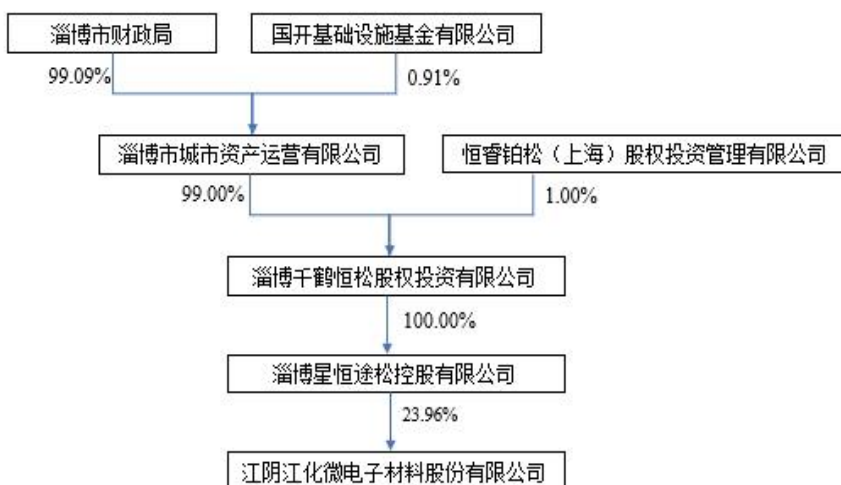 淄博市财政局
国开基础设施基金有限公司
99.09%
0.91%
淄博市城市资产运营有限公司
恒睿铂松（上海）股权投资管理有限公司
99.00%
1.00%
淄博千鹤恒松股权投资有限公司
100.00%
淄博星恒途松控股有限公司
23.96%
江阴江化微电子材料股份有限公司